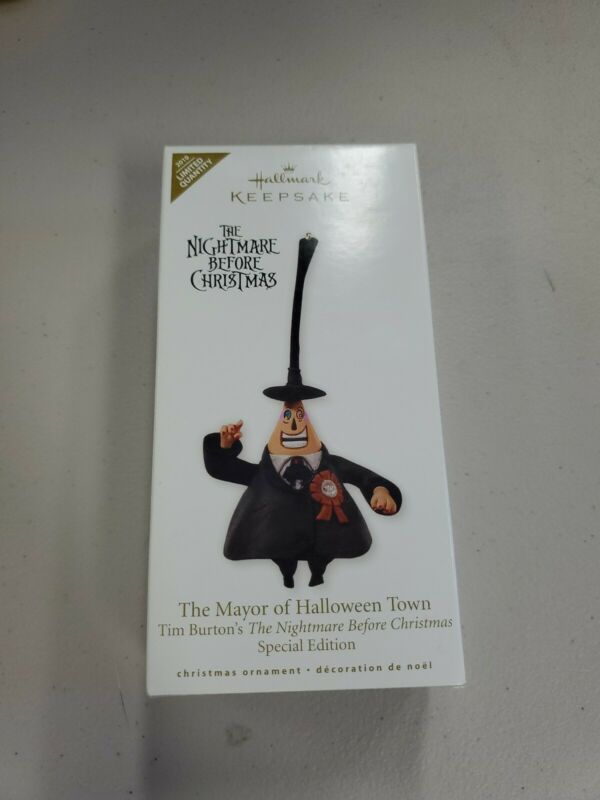 2010
LIMITED
QUANTITY
Hallmark
KEEPSAKE
THE
NIGHTMARE
BEFORE
CHRISTMAS
The Mayor of Halloween Town
Tim Burton's The Nightmare Before Christmas
Special Edition
christmas ornament • décoration de noël